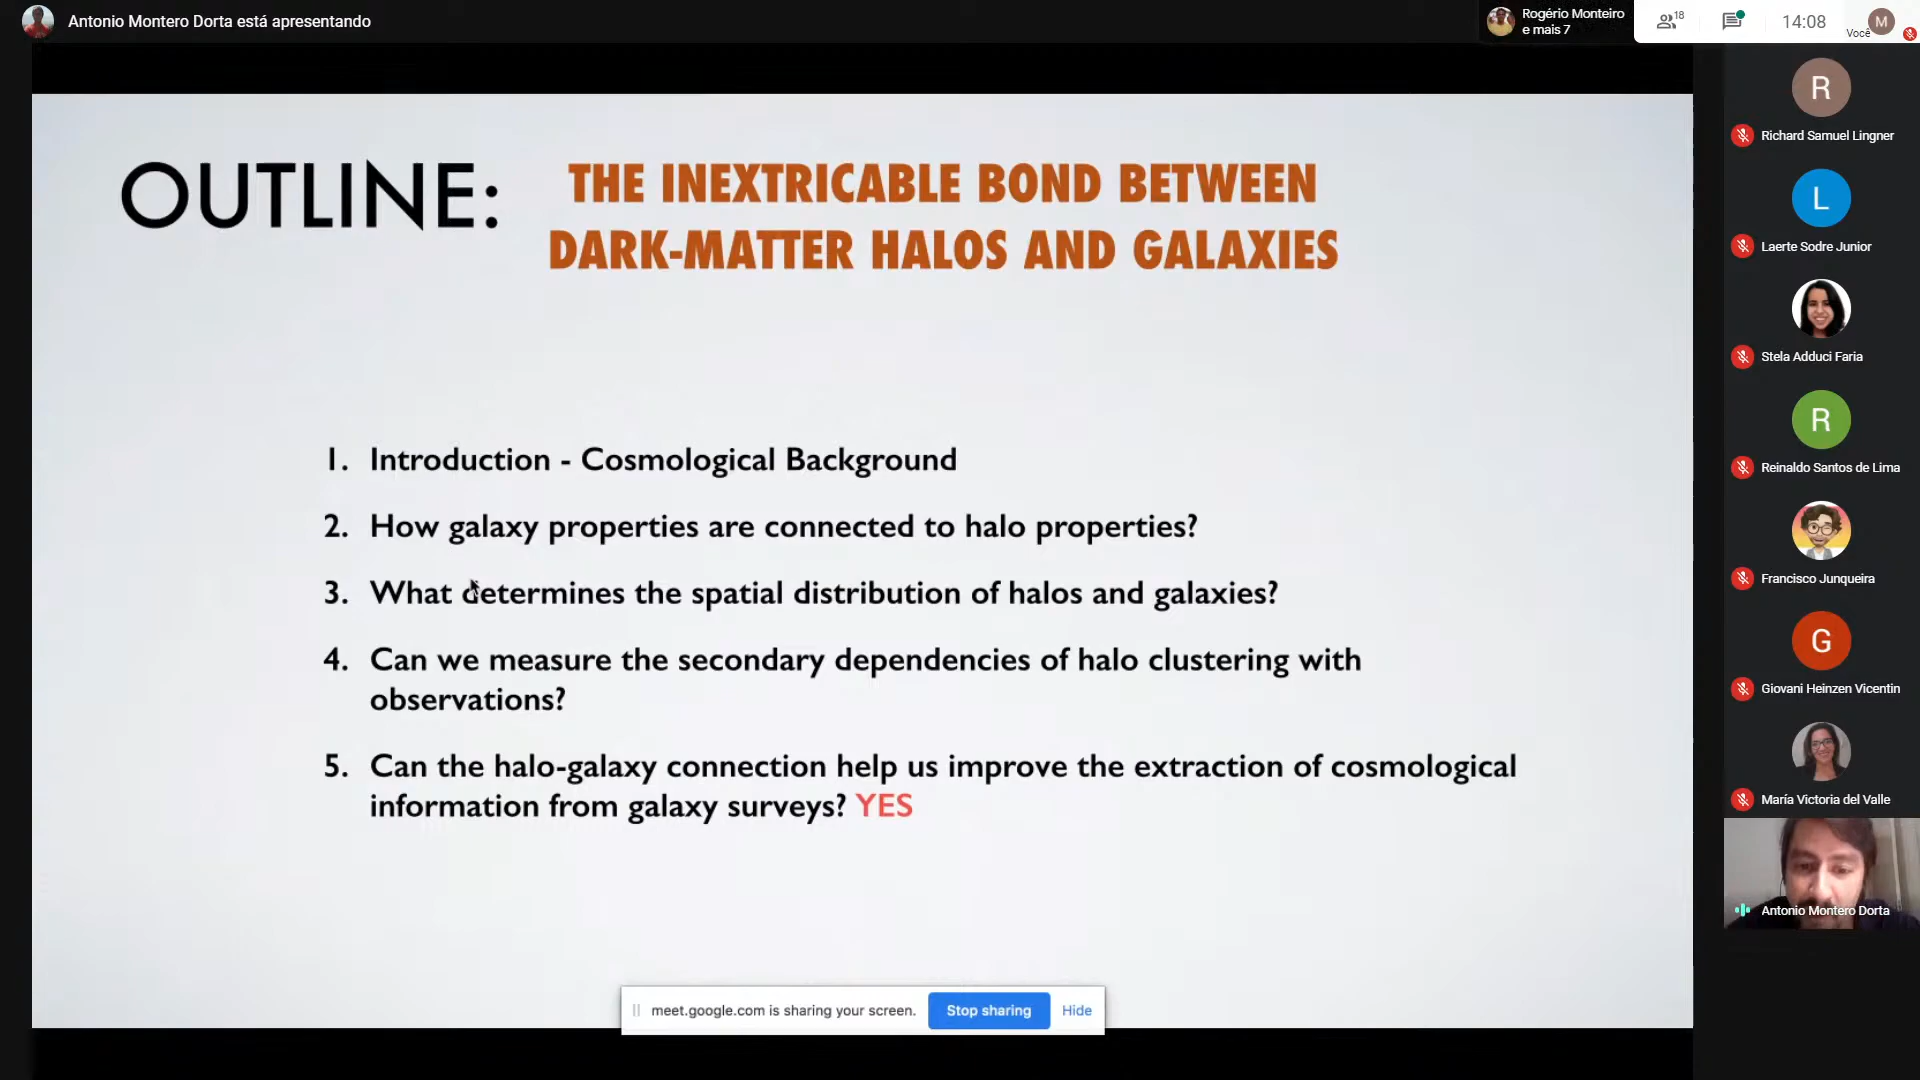 Antonio Montero Dorta está apresentando
Rogério Monteiro
e mais 7
18
14:08
Você
M
OUTLINE:
THE INEXTRICABLE BOND BETWEEN
DARK-MATTER HALOS AND GALAXIES
1. Introduction - Cosmological Background
2. How galaxy properties are connected to halo properties?
3. What determines the spatial distribution of halos and galaxies?
4. Can we measure the secondary dependencies of halo clustering with
observations?
5. Can the halo-galaxy connection help us improve the extraction of cosmological
information from galaxy surveys? YES
meet.google.com is sharing your screen.
Stop sharing
Hide
R
Richard Samuel Lingner
L
Laerte Sodre Junior
Stela Adduci Faria
R
Reinaldo Santos de Lima
Francisco Junqueira
G
Giovani Heinzen Vicentin
María Victoria del Valle
Antonio Montero Dorta